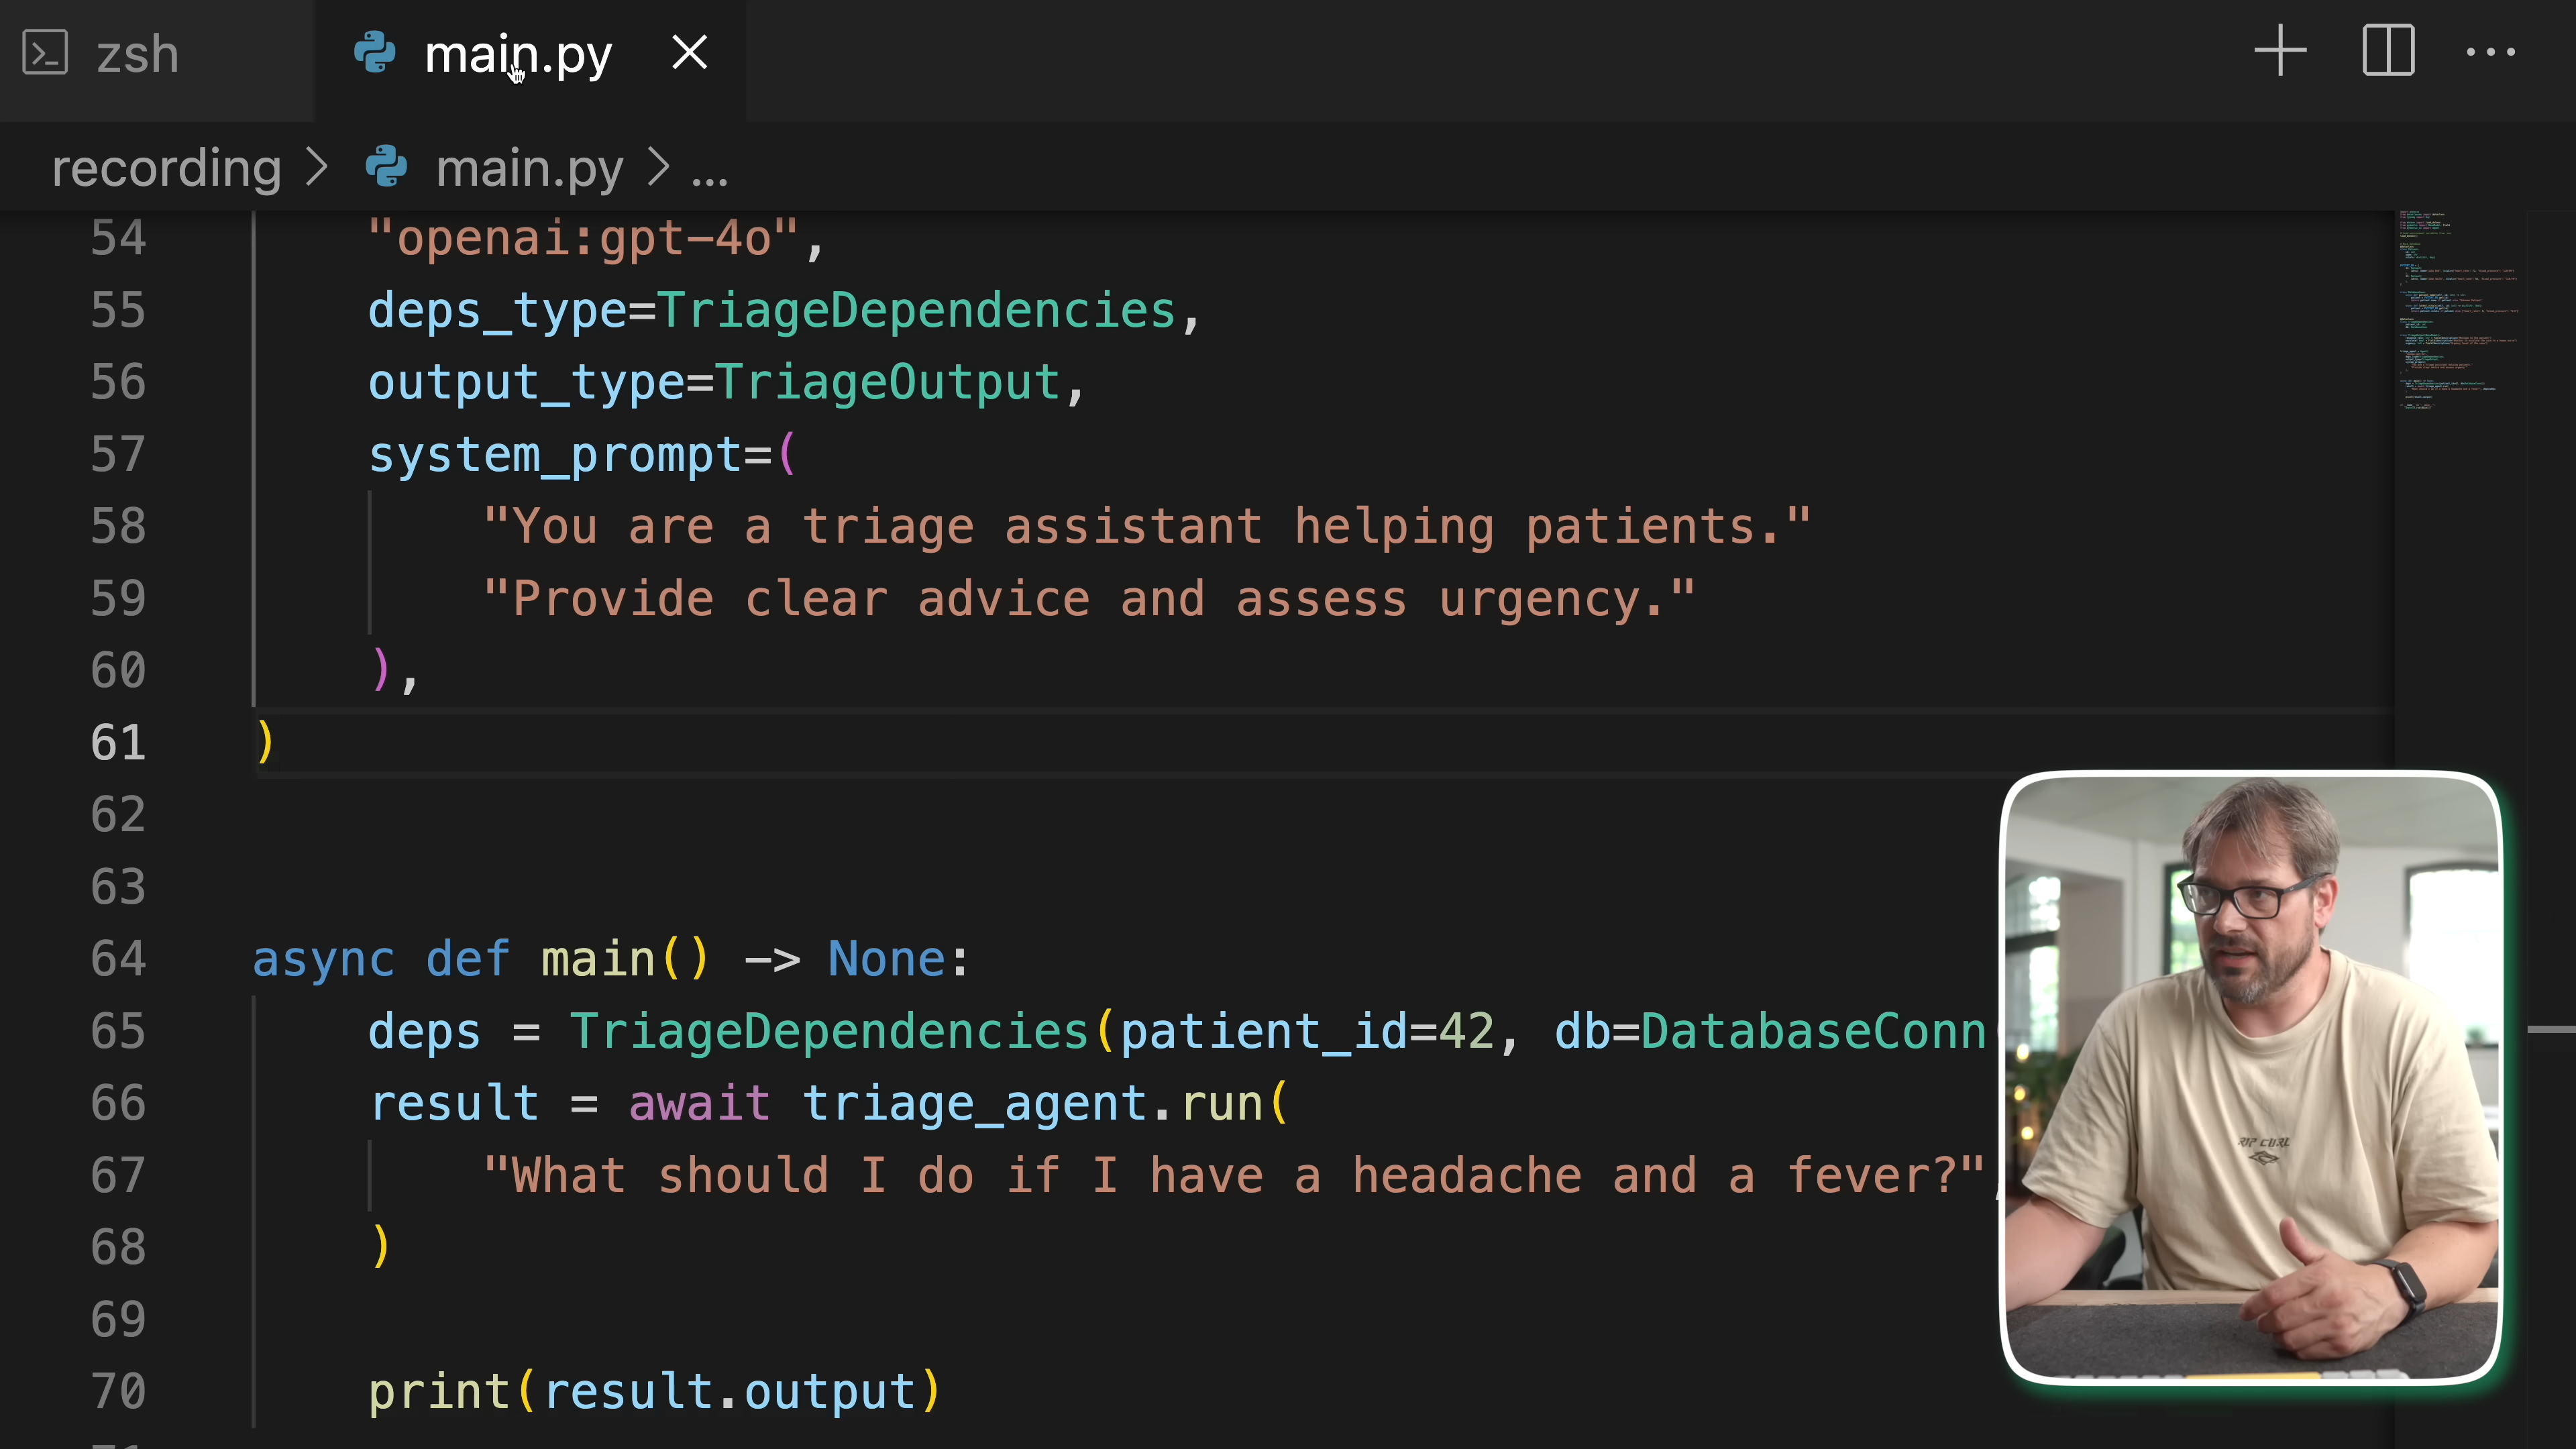 zsh
main.py
recording > main.py > ...
54 "openai:gpt-4o",
55 deps_type=TriageDependencies,
56 output_type=TriageOutput,
57 system_prompt=(
58 "You are a triage assistant helping patients."
59 "Provide clear advice and assess urgency."
60 ),
61 )
62
63
64 async def main() -> None:
65 deps = TriageDependencies(patient_id=42, db=DatabaseConn
66 result = await triage_agent.run(
67 "What should I do if I have a headache and a fever?"
68 )
69
70 print(result.output)
RIP CURL